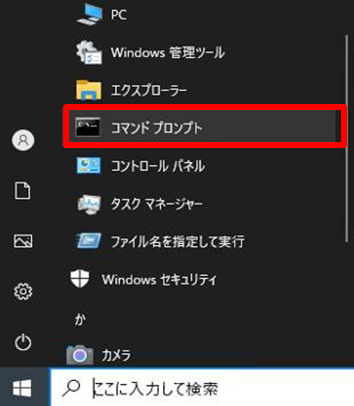 PC
Windows 管理ツール
エクスプローラー
コマンド プロンプト
コントロール パネル
タスク マネージャー
ファイル名を指定して実行
Windows セキュリティ
か
カメラ
ここに入力して検索